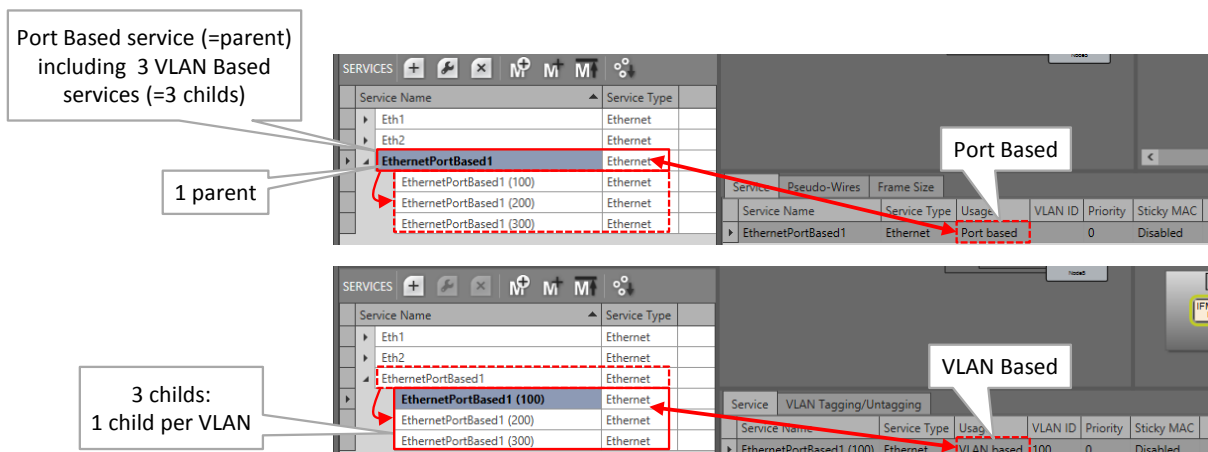 Port Based service (=parent)
including 3 VLAN Based
services (=3 childs)
1 parent
SERVICES
Service Name Service Type
Eth1 Ethernet
Eth2 Ethernet
EthernetPortBased1 Ethernet
EthernetPortBased1 (100) Ethernet
EthernetPortBased1 (200) Ethernet
EthernetPortBased1 (300) Ethernet
Port Based
Service Pseudo-Wires Frame Size
Service Name Service Type Usage VLAN ID Priority Sticky MAC
EthernetPortBased1 Ethernet Port based 0 Disabled
3 childs:
1 child per VLAN
SERVICES
Service Name Service Type
Eth1 Ethernet
Eth2 Ethernet
EthernetPortBased1 Ethernet
EthernetPortBased1 (100) Ethernet
EthernetPortBased1 (200) Ethernet
EthernetPortBased1 (300) Ethernet
VLAN Based
Service VLAN Tagging/Untagging
Service Name Service Type Usage VLAN ID Priority Sticky MAC
EthernetPortBased1 (100) Ethernet VLAN based 100 0 Disabled